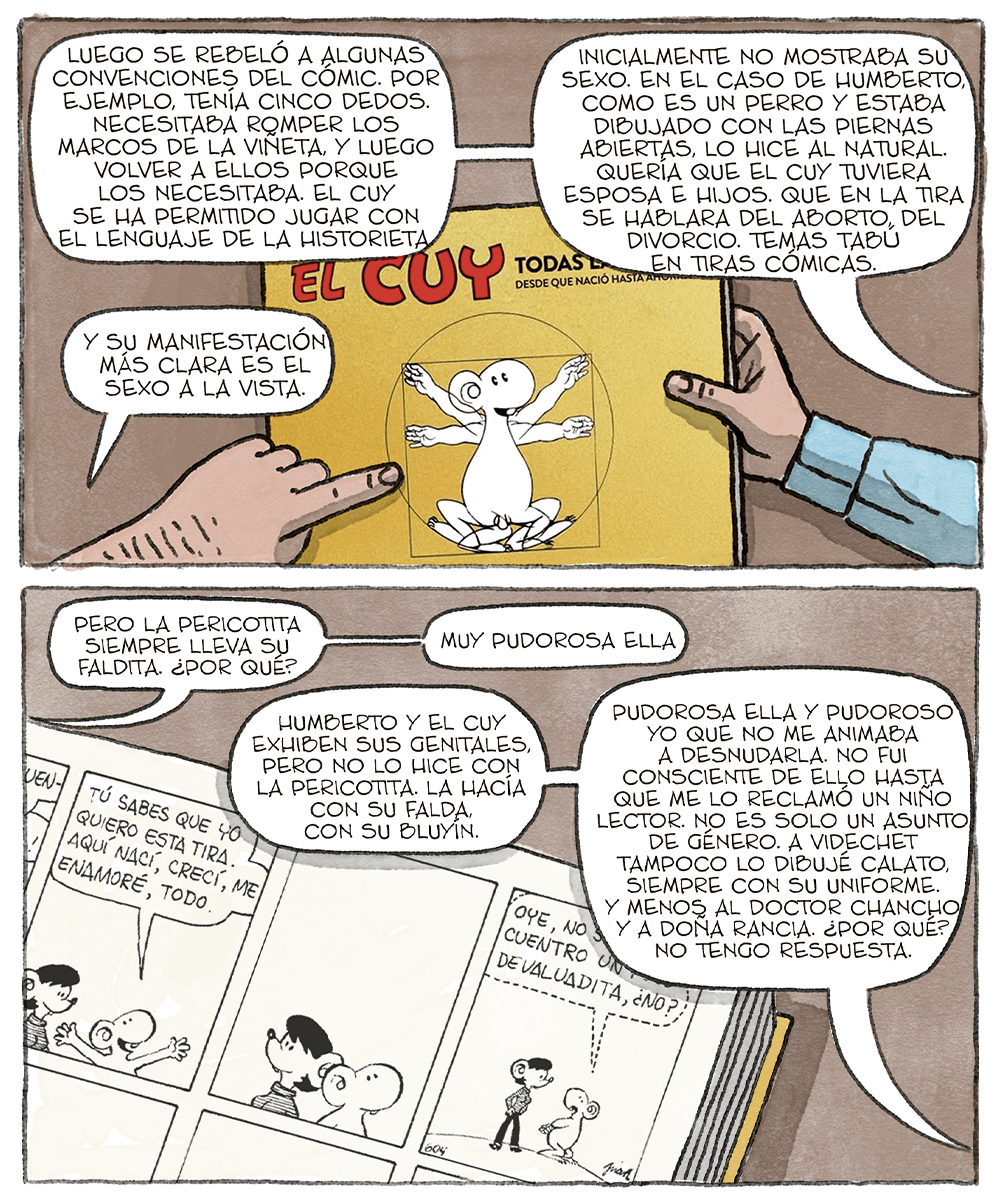 LUEGO SE REBELÓ A ALGUNAS
CONVENCIONES DEL CÓMIC. POR
EJEMPLO, TENÍA CINCO DEDOS.
NECESITABA ROMPER LOS
MARCOS DE LA VIÑETA, Y LUEGO
VOLVER A ELLOS PORQUE
LOS NECESITABA. EL CUY
SE HA PERMITIDO JUGAR CON
EL LENGUAJE DE LA HISTORIETA
INICIALMENTE NO MOSTRABA SU
SEXO. EN EL CASO DE HUMBERTO,
COMO ES UN PERRO Y ESTABA
DIBUJADO CON LAS PIERNAS
ABIERTAS, LO HICE AL NATURAL.
QUERÍA QUE EL CUY TUVIERA
ESPOSA E HIJOS. QUE EN LA TIRA
SE HABLARA DEL ABORTO, DEL
DIVORCIO. TEMAS TABÚ
EN TIRAS CÓMICAS.
EL CUY
TODAS
DESDE QUE NACIÓ HASTA
Y SU MANIFESTACIÓN
MÁS CLARA ES EL
SEXO A LA VISTA.
PERO LA PERICOTITA
SIEMPRE LLEVA SU
FALDITA. ¿POR QUÉ?
MUY PUDOROSA ELLA
HUMBERTO Y EL CUY
EXHIBEN SUS GENITALES,
PERO NO LO HICE CON
LA PERICOTITA. LA HACÍA
CON SU FALDA,
CON SU BLUYÍN.
PUDOROSA ELLA Y PUDOROSO
YO QUE NO ME ANIMABA
A DESNUDARLA. NO FUI
CONSCIENTE DE ELLO HASTA
QUE ME LO RECLAMÓ UN NIÑO
LECTOR. NO ES SOLO UN ASUNTO
DE GÉNERO. A VIDECHET
TAMPOCO LO DIBUJÉ CALATO,
SIEMPRE CON SU UNIFORME.
Y MENOS AL DOCTOR CHANCHO
Y A DOÑA RANCIA. ¿POR QUÉ?
NO TENGO RESPUESTA.
TÚ SABES QUE YO
QUIERO ESTA TIRA.
AQUÍ NACÍ, CRECÍ, ME
ENAMORÉ, TODO.
OYE, NO
CUENTRO UN
DEVALUADITA, ¿NO?
604